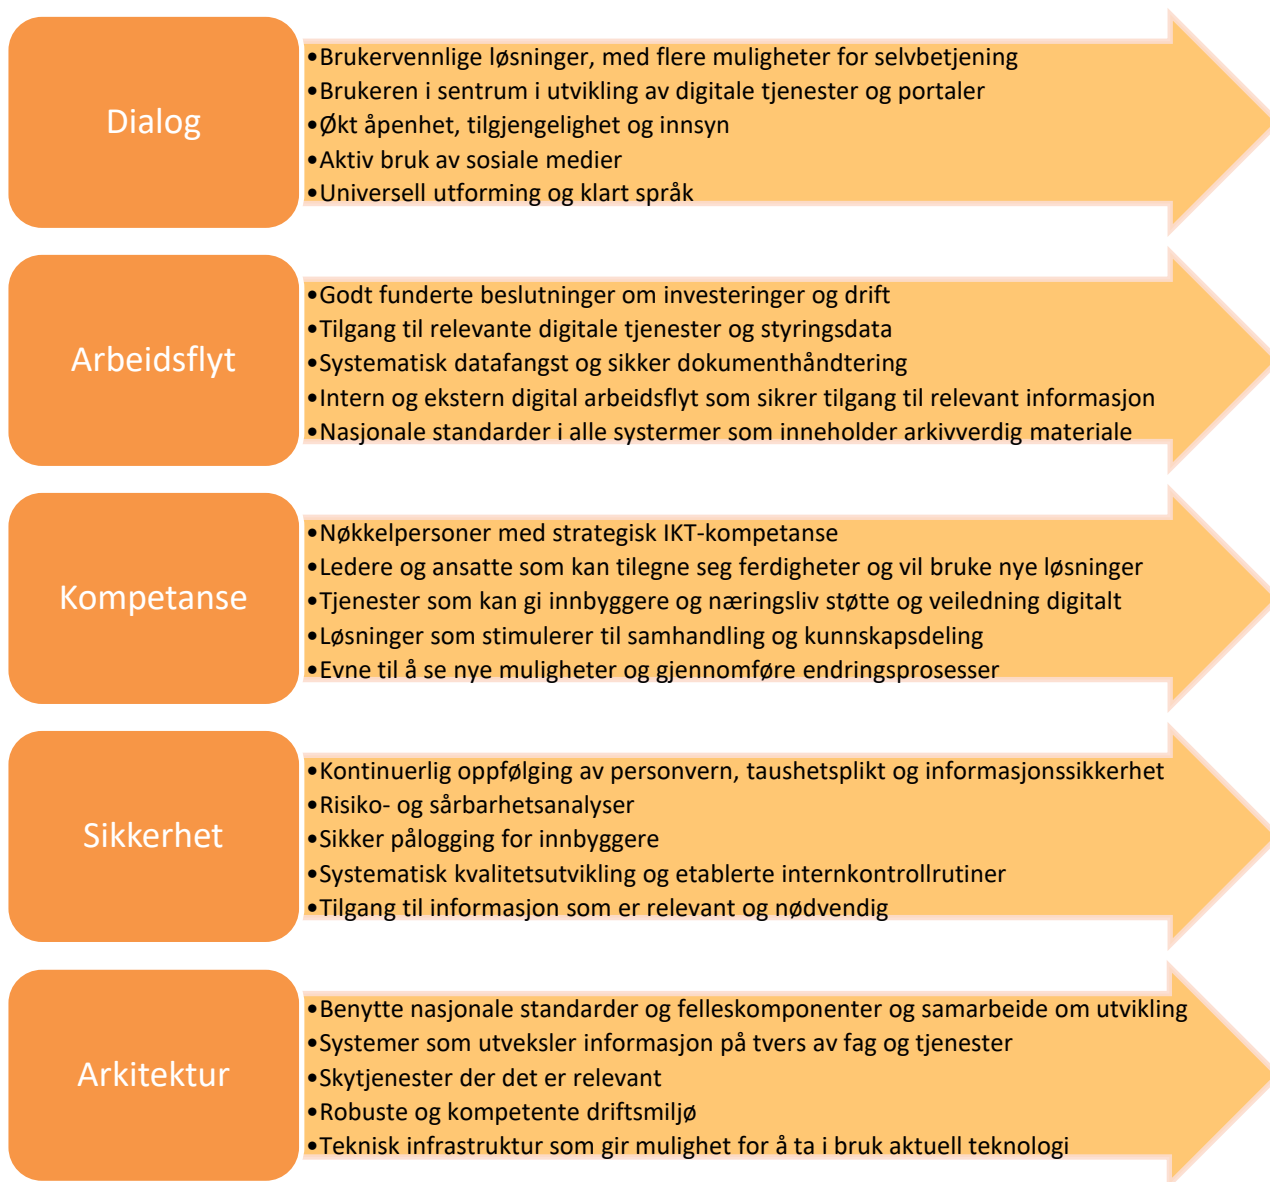 Dialog
•Brukervennlige løsninger, med flere muligheter for selvbetjening
•Brukeren i sentrum i utvikling av digitale tjenester og portaler
•Økt åpenhet, tilgjengelighet og innsyn
•Aktiv bruk av sosiale medier
•Universell utforming og klart språk
Arbeidsflyt
•Godt funderte beslutninger om investeringer og drift
•Tilgang til relevante digitale tjenester og styringsdata
•Systematisk datafangst og sikker dokumenthåndtering
•Intern og ekstern digital arbeidsflyt som sikrer tilgang til relevant informasjon
•Nasjonale standarder i alle systermer som inneholder arkivverdig materiale
Kompetanse
•Nøkkelpersoner med strategisk IKT-kompetanse
•Ledere og ansatte som kan tilegne seg ferdigheter og vil bruke nye løsninger
•Tjenester som kan gi innbyggere og næringsliv støtte og veiledning digitalt
•Løsninger som stimulerer til samhandling og kunnskapsdeling
•Evne til å se nye muligheter og gjennomføre endringsprosesser
Sikkerhet
•Kontinuerlig oppfølging av personvern, taushetsplikt og informasjonssikkerhet
•Risiko- og sårbarhetsanalyser
•Sikker pålogging for innbyggere
•Systematisk kvalitetsutvikling og etablerte internkontrollrutiner
•Tilgang til informasjon som er relevant og nødvendig
Arkitektur
•Benytte nasjonale standarder og felleskomponenter og samarbeide om utvikling
•Systemer som utveksler informasjon på tvers av fag og tjenester
•Skytjenester der det er relevant
•Robuste og kompetente driftsmiljø
•Teknisk infrastruktur som gir mulighet for å ta i bruk aktuell teknologi